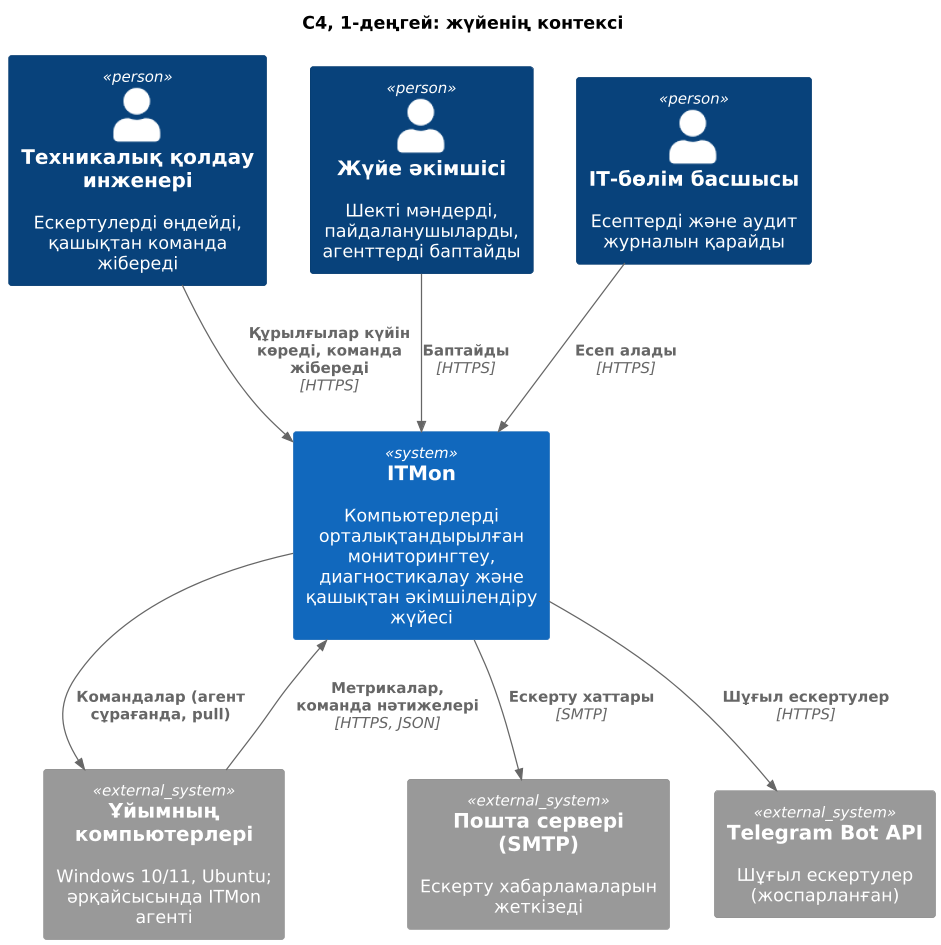 C4, 1-деңгей: жүйенің контексі
«person»
Техникалық қолдау
инженері
Ескертулерді өңдейді,
қашықтан команда
жібереді
«person»
Жүйе әкімшісі
Шекті мәндерді,
пайдаланушыларды,
агенттерді баптайды
«person»
IT-бөлім басшысы
Есептерді және аудит
журналын қарайды
Құрылғылар күйін
көреді, команда
жібереді
[HTTPS]
Баптайды
[HTTPS]
Есеп алады
[HTTPS]
«system»
ITMon
Компьютерлерді
орталықтандырылған
мониторингтеу,
диагностикалау және
қашықтан әкімшілендіру
жүйесі
Командалар (агент
сұрағанда, pull)
Метрикалар,
команда нәтижелері
[HTTPS, JSON]
Ескерту хаттары
[SMTP]
Шұғыл ескертулер
[HTTPS]
«external_system»
Ұйымның
компьютерлері
Windows 10/11, Ubuntu;
әрқайсысында ITMon
агенті
«external_system»
Пошта сервері
(SMTP)
Ескерту хабарламаларын
жеткізеді
«external_system»
Telegram Bot API
Шұғыл ескертулер
(жоспарланған)